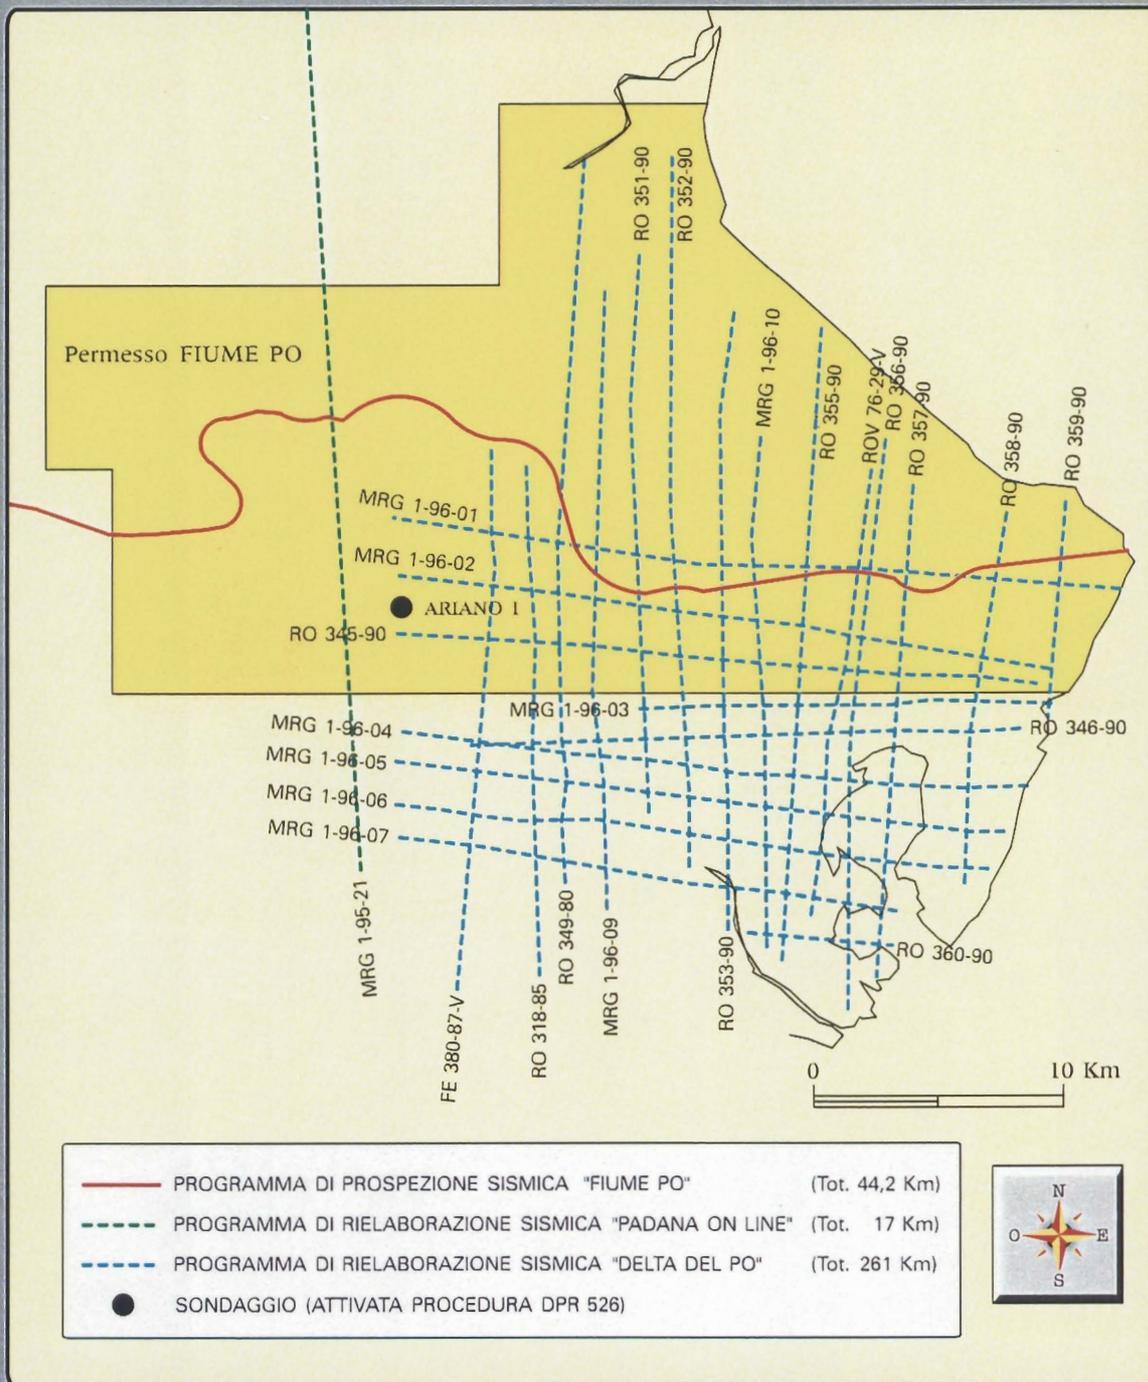 RO 351-90
RO 352-90
Permesso FIUME PO
MRG 1-96-10
RO 355-90
ROV 76-29-V
RO 356-90
RO 357-90
RO 358-90
RO 359-90
MRG 1-96-01
MRG 1-96-02
ARIANO 1
RO 345-90
MRG 1-96-03
MRG 1-96-04
RO 346-90
MRG 1-96-05
MRG 1-96-06
MRG 1-96-07
MRG 1-95-21
FE 380-87-V
RO 318-85
RO 349-80
MRG 1-96-09
RO 353-90
RO 360-90
0 10 Km
PROGRAMMA DI PROSPEZIONE SISMICA "FIUME PO" (Tot. 44,2 Km)
PROGRAMMA DI RIELABORAZIONE SISMICA "PADANA ON LINE" (Tot. 17 Km)
PROGRAMMA DI RIELABORAZIONE SISMICA "DELTA DEL PO" (Tot. 261 Km)
SONDAGGIO (ATTIVATA PROCEDURA DPR 526)
N
O E
S